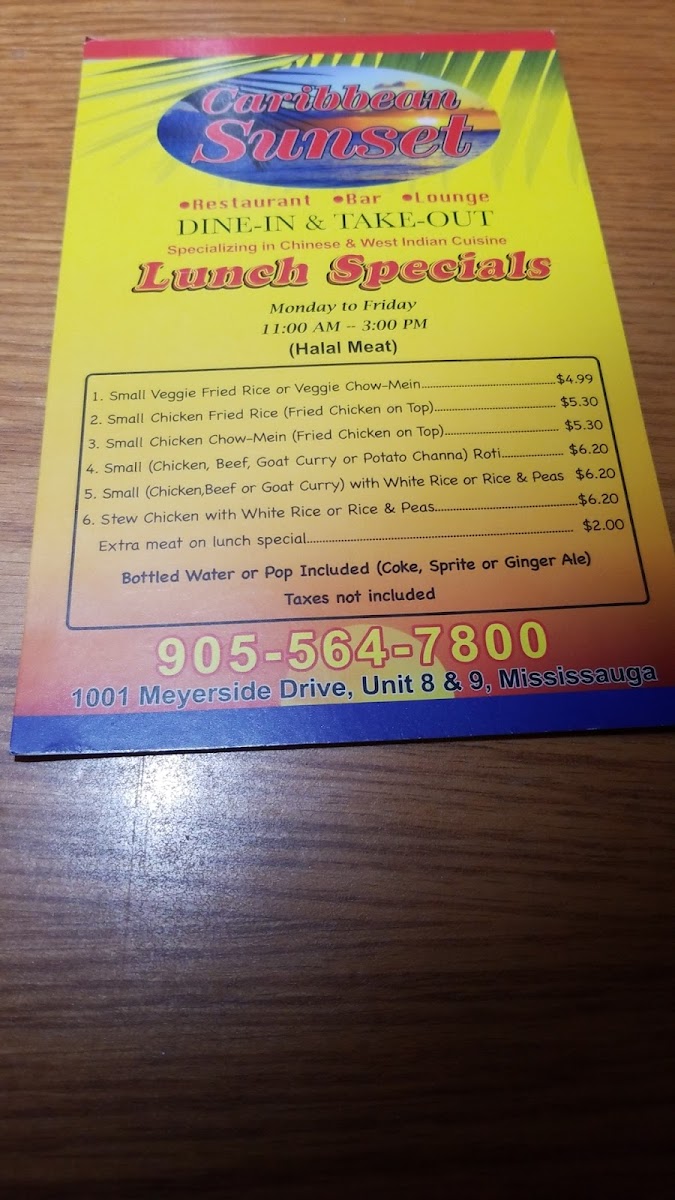 Caribbean
Sunset
•Restaurant •Bar •Lounge
DINE-IN & TAKE-OUT
Specializing in Chinese & West Indian Cuisine
Lunch Specials
Monday to Friday
11:00 AM -- 3:00 PM
(Halal Meat)
1. Small Veggie Fried Rice or Veggie Chow-Mein....................$4.99
2. Small Chicken Fried Rice (Fried Chicken on Top).................... $5.30
3. Small Chicken Chow-Mein (Fried Chicken on Top).................... $5.30
4. Small (Chicken, Beef, Goat Curry or Potato Channa) Roti.................... $6.20
5. Small (Chicken,Beef or Goat Curry) with White Rice or Rice & Peas $6.20
6. Stew Chicken with White Rice or Rice & Peas....................$6.20
Extra meat on lunch special.................... $2.00
Bottled Water or Pop Included (Coke, Sprite or Ginger Ale)
Taxes not included
905-564-7800
1001 Meyerside Drive, Unit 8 & 9, Mississauga